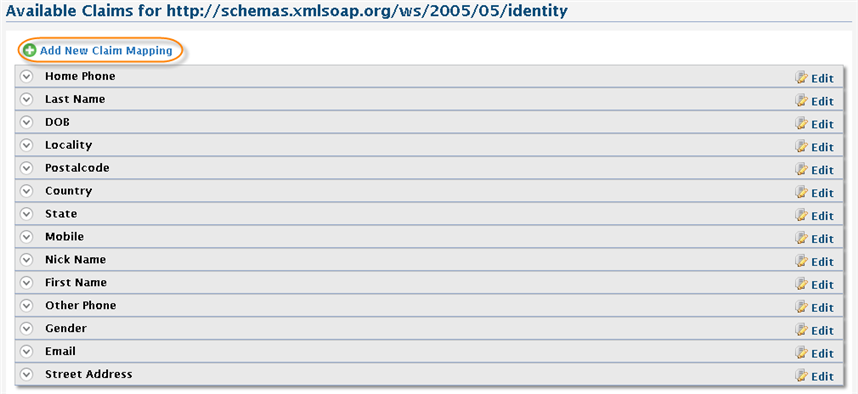 Available Claims for http://schemas.xmlsoap.org/ws/2005/05/identity
Add New Claim Mapping
Home Phone Edit
Last Name Edit
DOB Edit
Locality Edit
Postalcode Edit
Country Edit
State Edit
Mobile Edit
Nick Name Edit
First Name Edit
Other Phone Edit
Gender Edit
Email Edit
Street Address Edit